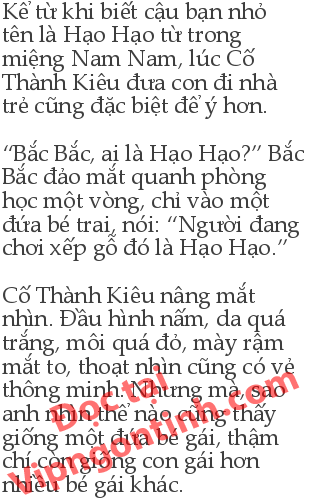 Kể từ khi biết cậu bạn nhỏ
tên là Hạo Hạo từ trong
miệng Nam Nam, lúc Cố
Thành Kiêu đưa con đi nhà
trẻ cũng đặc biệt để ý hơn.

“Bắc Bắc, ai là Hạo Hạo?” Bắc
Bắc đảo mắt quanh phòng
học một vòng, chỉ vào một
đứa bé trai, nói: “Người đang
chơi xếp gỗ đó là Hạo Hạo.”

Cố Thành Kiêu nâng mắt
nhìn. Đầu hình nấm, da quá
trắng, môi quá đỏ, mày rậm
mắt to, thoạt nhìn cũng có vẻ
thông minh. Nhưng mà, sao
anh nhìn thế nào cũng thấy
giống một đứa bé gái, thậm
chí còn giống con gái hơn
nhiều bé gái khác.
Đọc tại
Vipngontinh.com